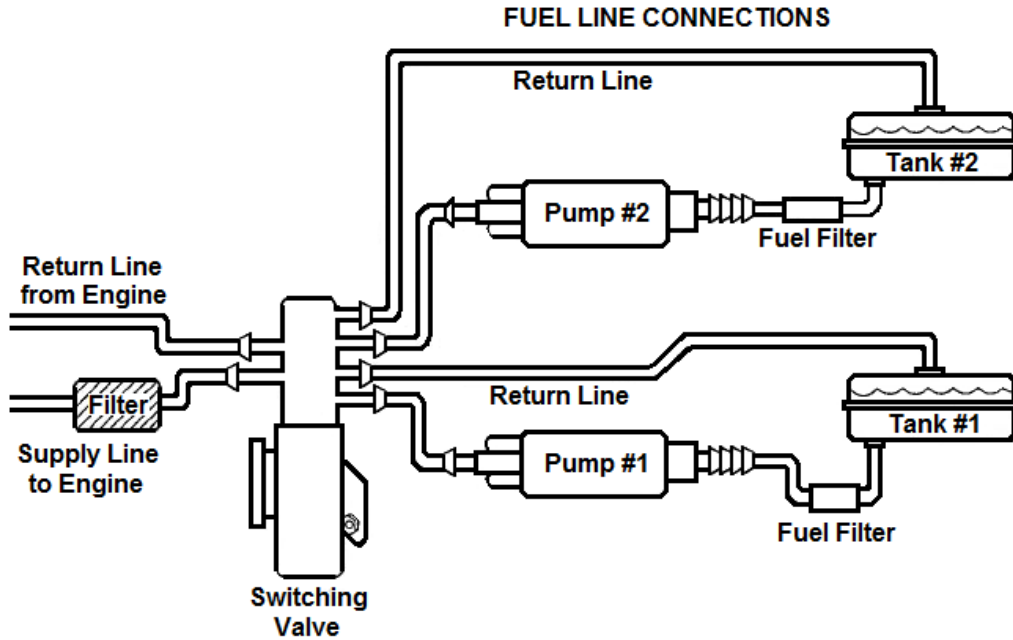 FUEL LINE CONNECTIONS
Return Line
Tank #2
Pump #2
Fuel Filter
Return Line
from Engine
Return Line
Tank #1
Filter
Pump #1
Supply Line
to Engine
Fuel Filter
Switching
Valve